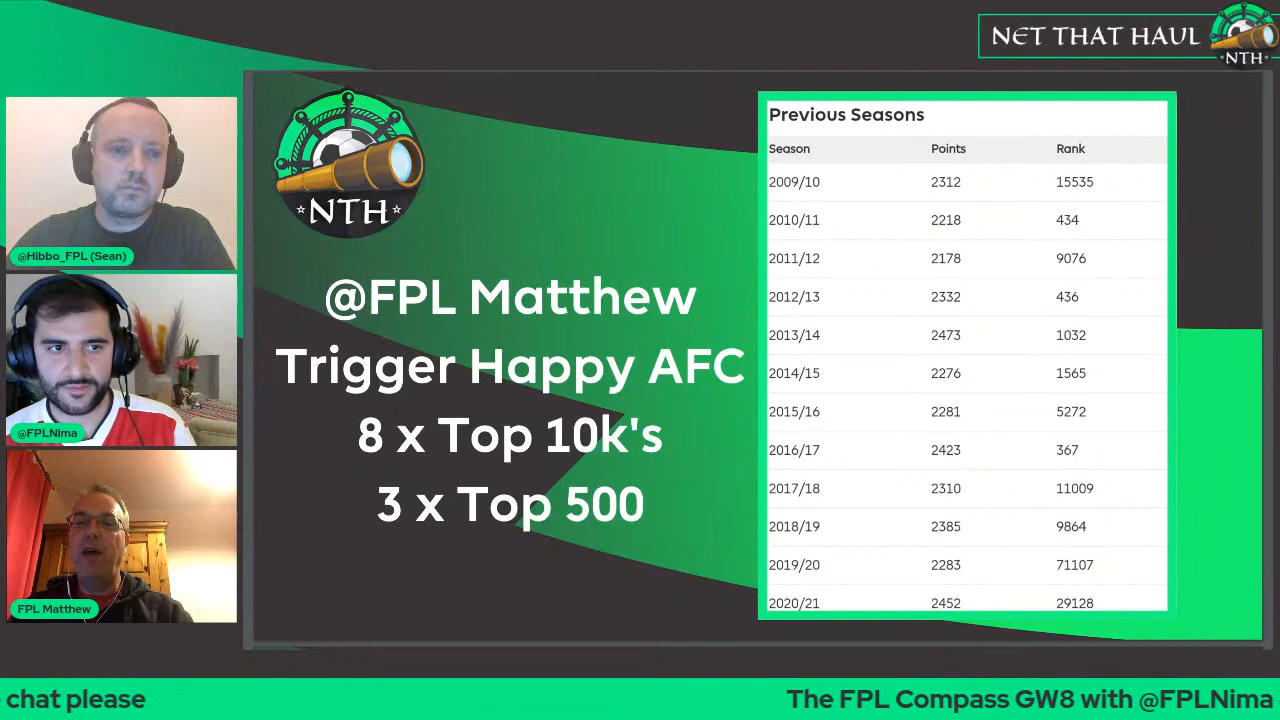 NET THAT HAUL
NTH
NTH
@FPL Matthew
Trigger Happy AFC
8 x Top 10k's
3 x Top 500
Previous Seasons
Season Points Rank
2009/10 2312 15535
2010/11 2218 434
2011/12 2178 9076
2012/13 2332 436
2013/14 2473 1032
2014/15 2276 1565
2015/16 2281 5272
2016/17 2423 367
2017/18 2310 11009
2018/19 2385 9864
2019/20 2283 71107
2020/21 2452 29128
@Hibbo_FPL (Sean)
@FPLNima
FPL Matthew
chat please
The FPL Compass GW8 with @FPLNima